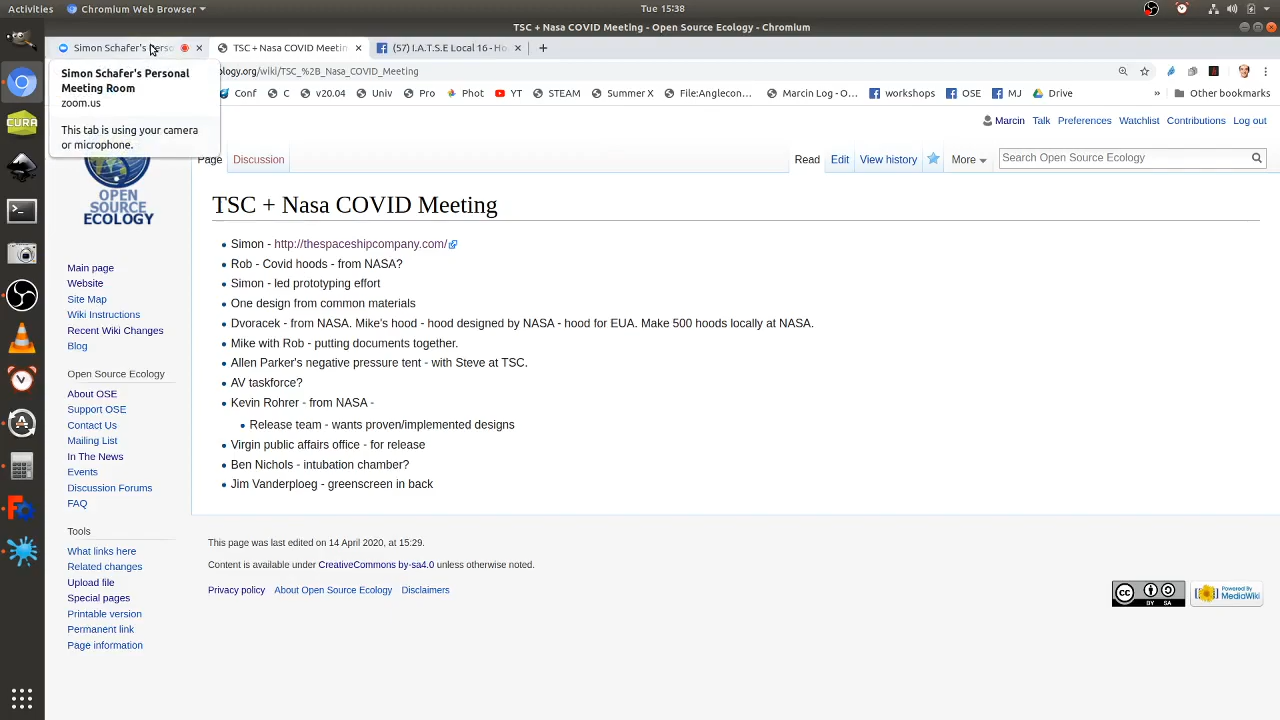 Activities
Chromium Web Browser
Tue 15:38
TSC + Nasa COVID Meeting - Open Source Ecology - Chromium
Simon Schafer's Perso
TSC + Nasa COVID Meetin
(57) I.A.T.S.E Local 16 - Ho
Simon Schafer's Personal
Meeting Room
zoom.us
This tab is using your camera
or microphone.
ology.org/wiki/TSC_%2B_Nasa_COVID_Meeting
Conf
C
v20.04
Univ
Pro
Phot
YT
STEAM
Summer X
File:Anglecon...
Marcin Log - O...
workshops
OSE
MJ
Drive
»
Other bookmarks
Marcin Talk Preferences Watchlist Contributions Log out
Page
Discussion
Read
Edit
View history
More
Search Open Source Ecology
OPEN
SOURCE
ECOLOGY
TSC + Nasa COVID Meeting
Simon - http://thespaceshipcompany.com/
Rob - Covid hoods - from NASA?
Simon - led prototyping effort
One design from common materials
Dvoracek - from NASA. Mike's hood - hood designed by NASA - hood for EUA. Make 500 hoods locally at NASA.
Mike with Rob - putting documents together.
Allen Parker's negative pressure tent - with Steve at TSC.
AV taskforce?
Kevin Rohrer - from NASA -
Release team - wants proven/implemented designs
Virgin public affairs office - for release
Ben Nichols - intubation chamber?
Jim Vanderploeg - greenscreen in back
Main page
Website
Site Map
Wiki Instructions
Recent Wiki Changes
Blog
Open Source Ecology
About OSE
Support OSE
Contact Us
Mailing List
In The News
Events
Discussion Forums
FAQ
Tools
What links here
Related changes
Upload file
Special pages
Printable version
Permanent link
Page information
This page was last edited on 14 April 2020, at 15:29.
Content is available under CreativeCommons by-sa4.0 unless otherwise noted.
Privacy policy
About Open Source Ecology
Disclaimers
CC
BY SA
Powered By
MediaWiki
CURA